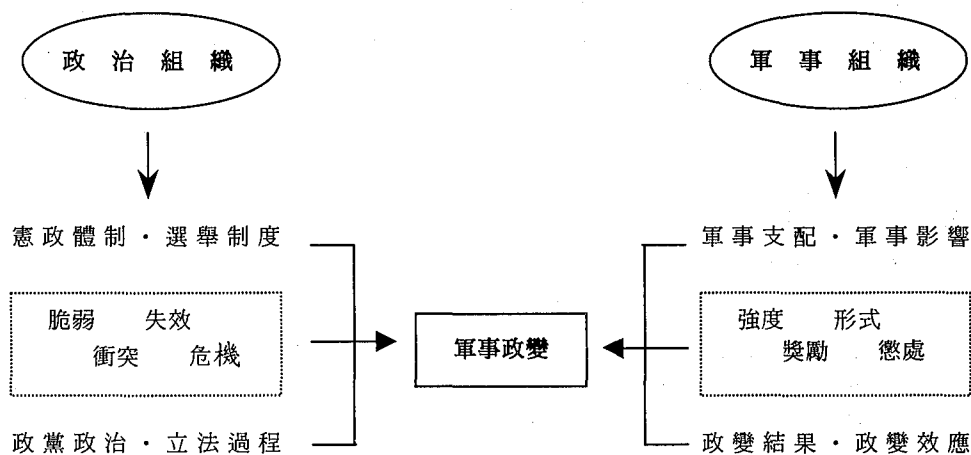 政治組織
軍事組織
憲政體制・選舉制度
軍事支配・軍事影響
脆弱 失效
衝突 危機
強度 形式
獎勵 懲處
軍事政變
政黨政治・立法過程
政變結果・政變效應